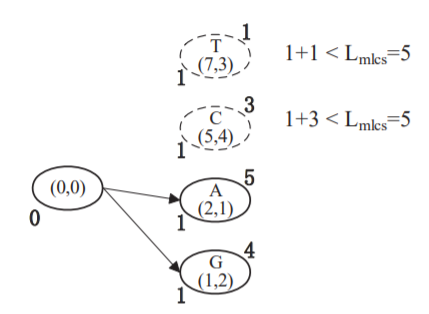 1
T
(7,3)
1
1+1 < Lmlcs=5
3
C
(5,4)
1
1+3 < Lmlcs=5
(0,0)
0
5
A
(2,1)
1
4
G
(1,2)
1